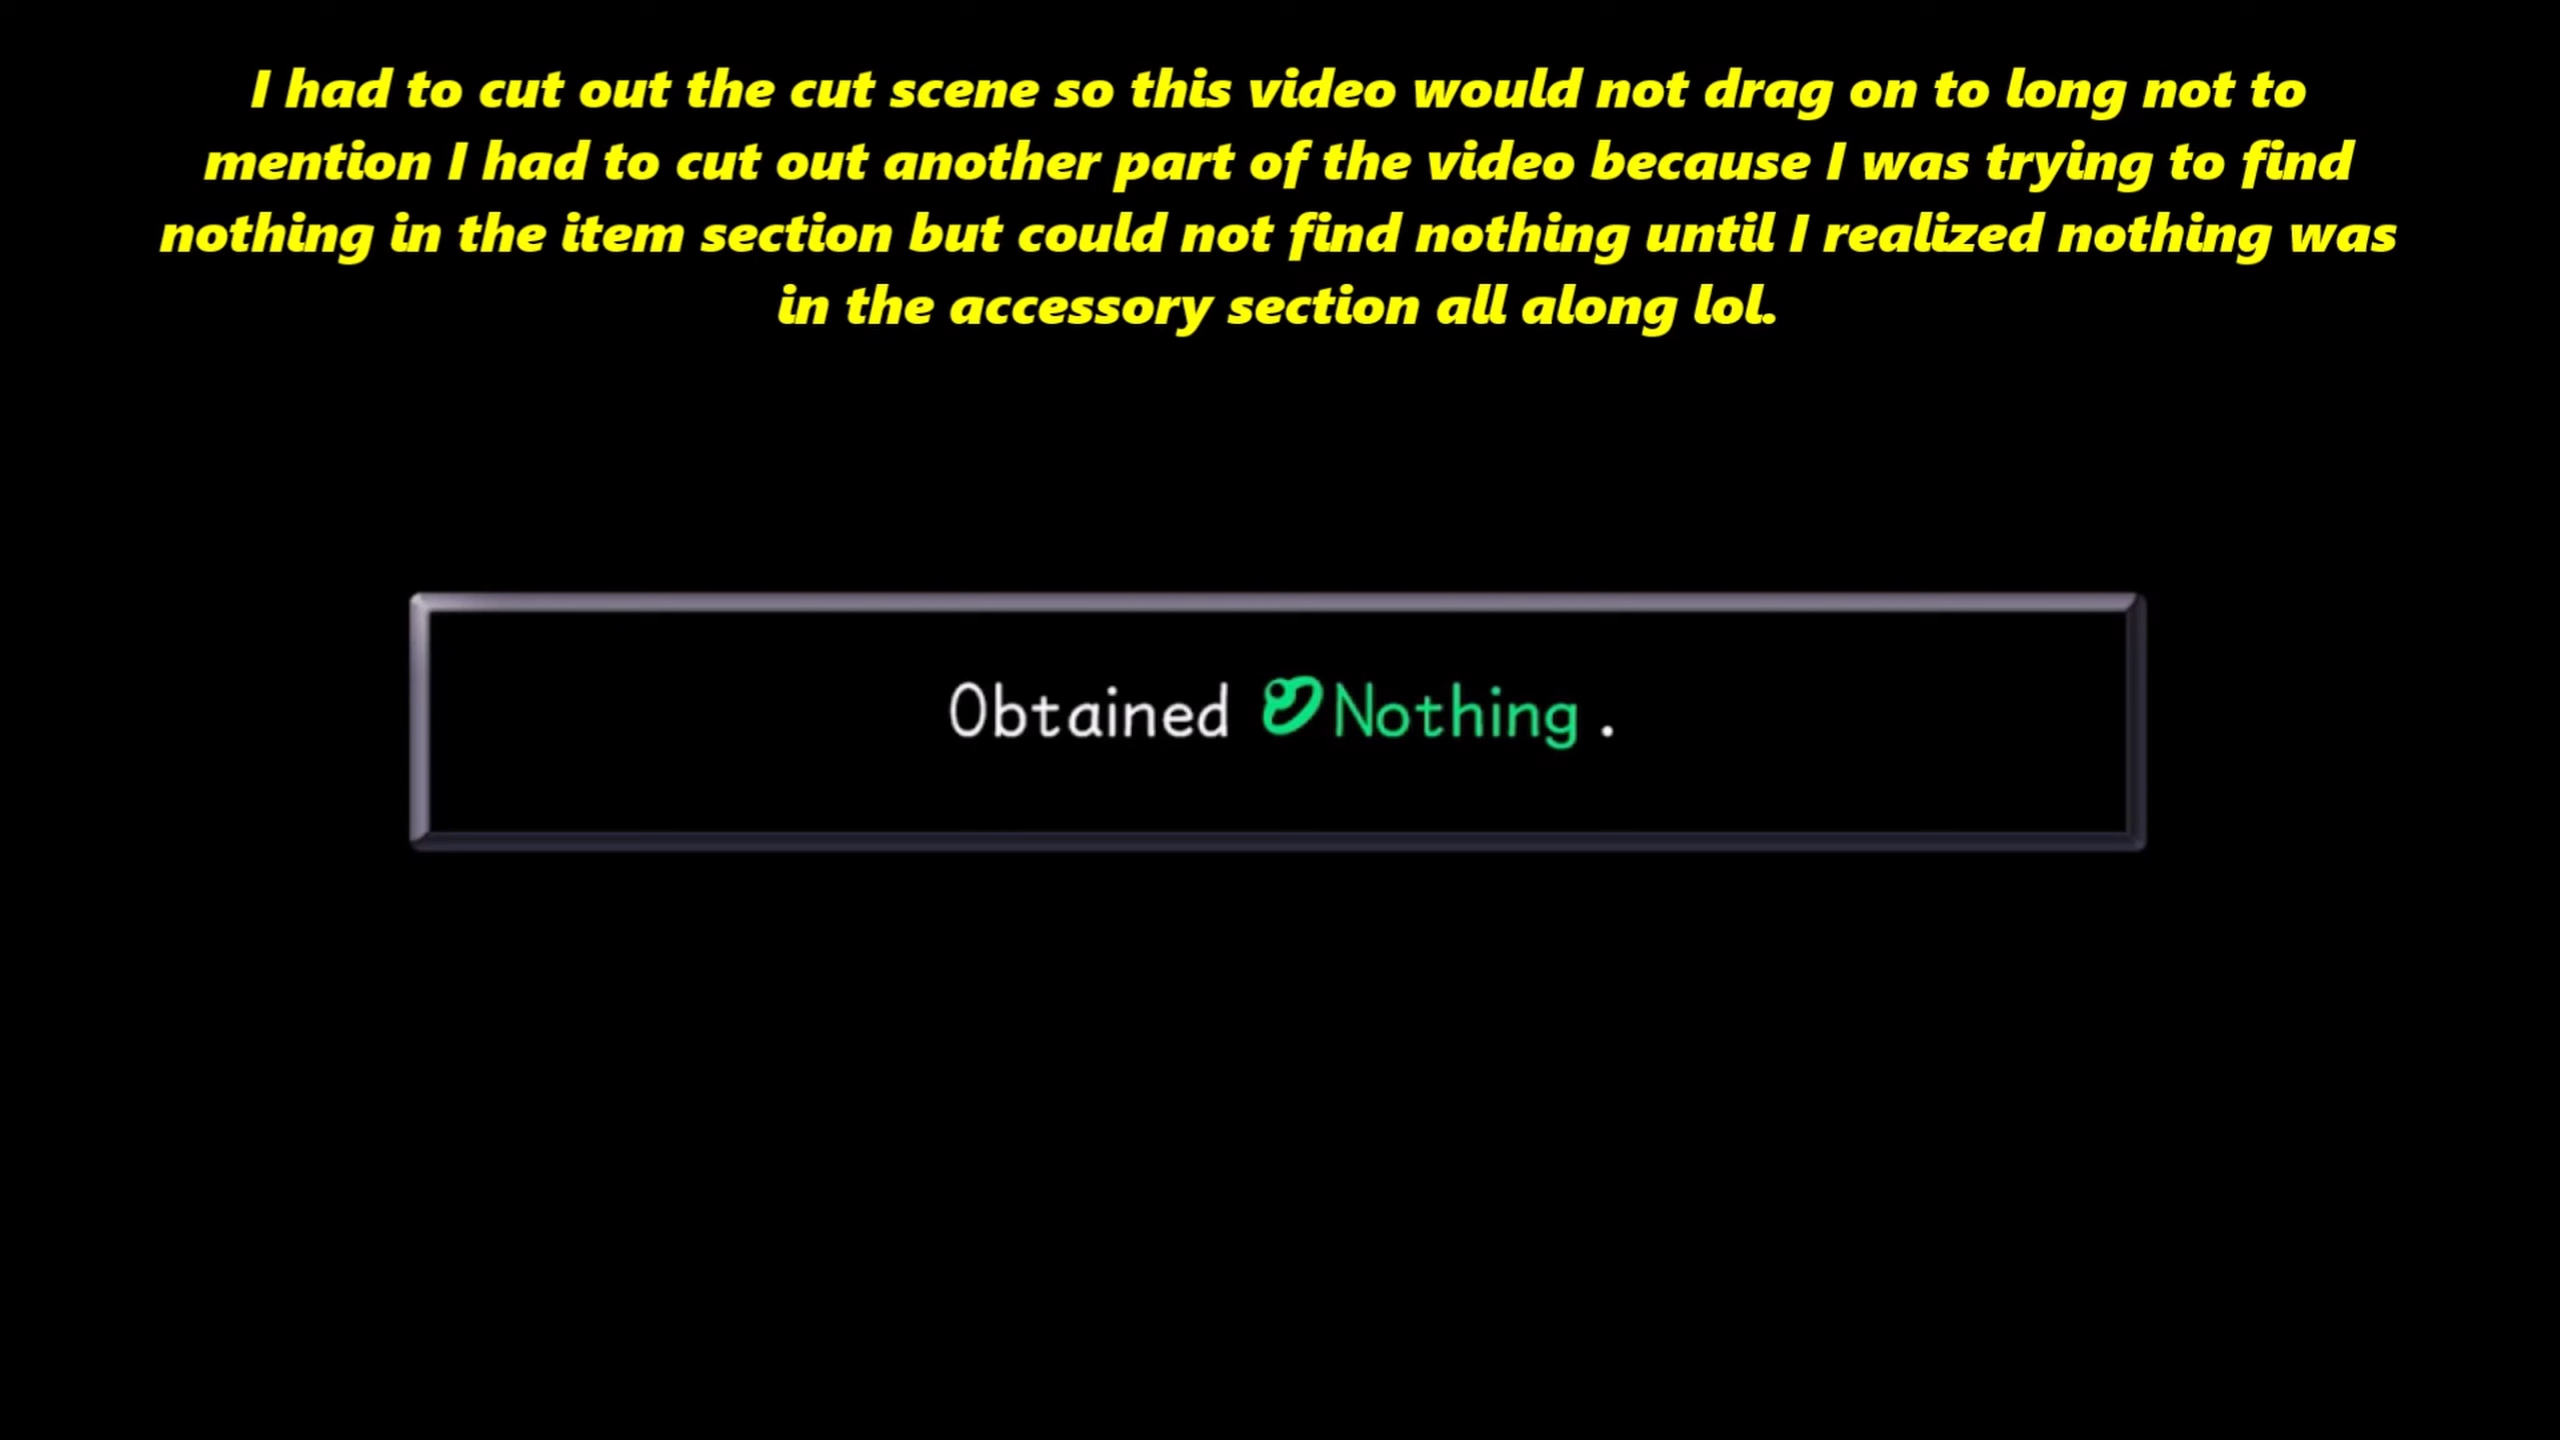 I had to cut out the cut scene so this video would not drag on to long not to
mention I had to cut out another part of the video because I was trying to find
nothing in the item section but could not find nothing until I realized nothing was
in the accessory section all along lol.
Obtained Nothing .